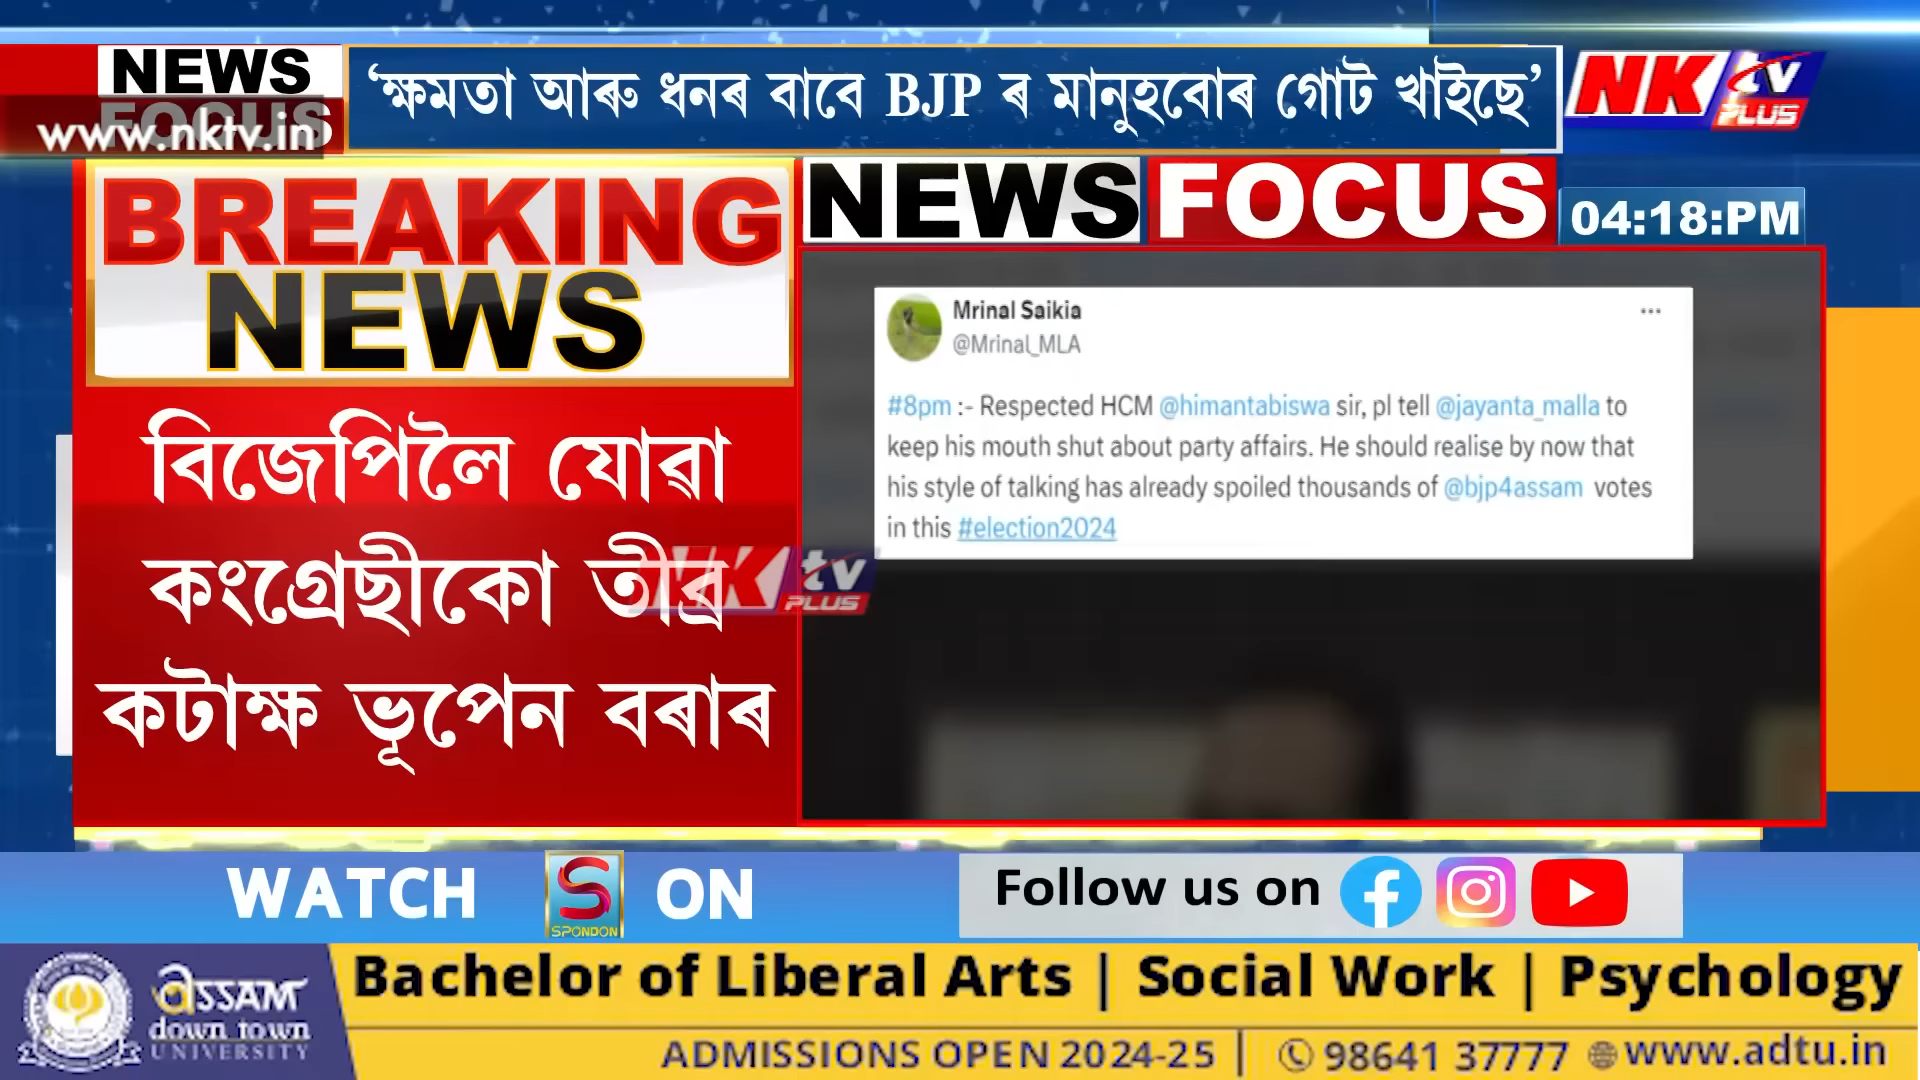 NEWS
FOCUS
www.nktv.in
‘ক্ষমতা আৰু ধনৰ বাবে BJP ৰ মানুহবোৰ গোট খাইছে’
NK tv PLUS
BREAKING
NEWS
NEWS FOCUS
04:18:PM
বিজেপিলৈ যোৱা
কংগ্ৰেছীকো তীব্ৰ
কটাক্ষ ভূপেন বৰাৰ
Mrinal Saikia
@Mrinal_MLA
#8pm :- Respected HCM @himantabiswa sir, pl tell @jayanta_malla to
keep his mouth shut about party affairs. He should realise by now that
his style of talking has already spoiled thousands of @bjp4assam votes
in this #election2024
NK tv PLUS
WATCH S ON
SPONDON
Follow us on
ASSAM
down town
UNIVERSITY
Bachelor of Liberal Arts | Social Work | Psychology
ADMISSIONS OPEN 2024-25 | 98641 37777 www.adtu.in